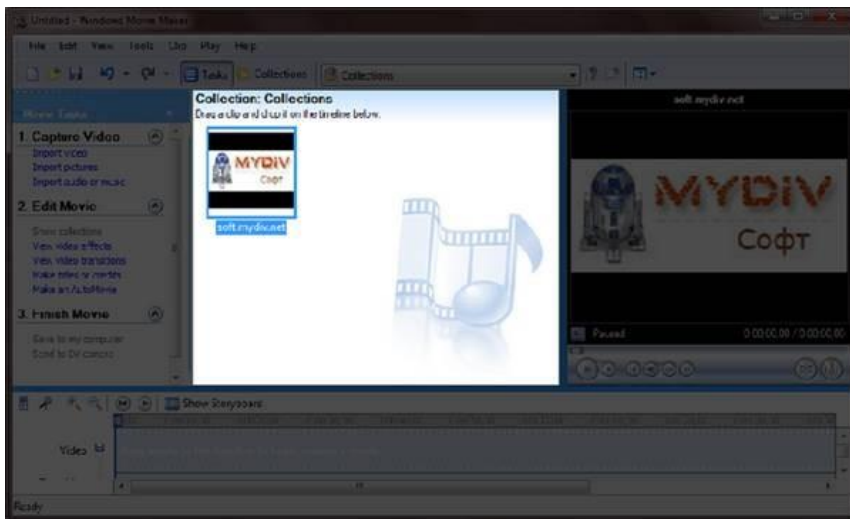 Untitled - Windows Movie Maker
File Edit View Tools Clip Play Help
Tasks Collections Collections
Movie Tasks
1. Capture Video
Import video
Import pictures
Import audio or music
2. Edit Movie
Show collections
View video effects
View video transitions
Make titles or credits
Make an AutoMovie
3. Finish Movie
Save to my computer
Send to DV camera
Collection: Collections
Drag a clip and drop it on the timeline below.
MYDIV
Софт
soft.mydiv.net
soft.mydiv.net
MYDIV
Софт
Paused
0:00:00,00 / 0:00:00,00
Show Storyboard
Video
Ready